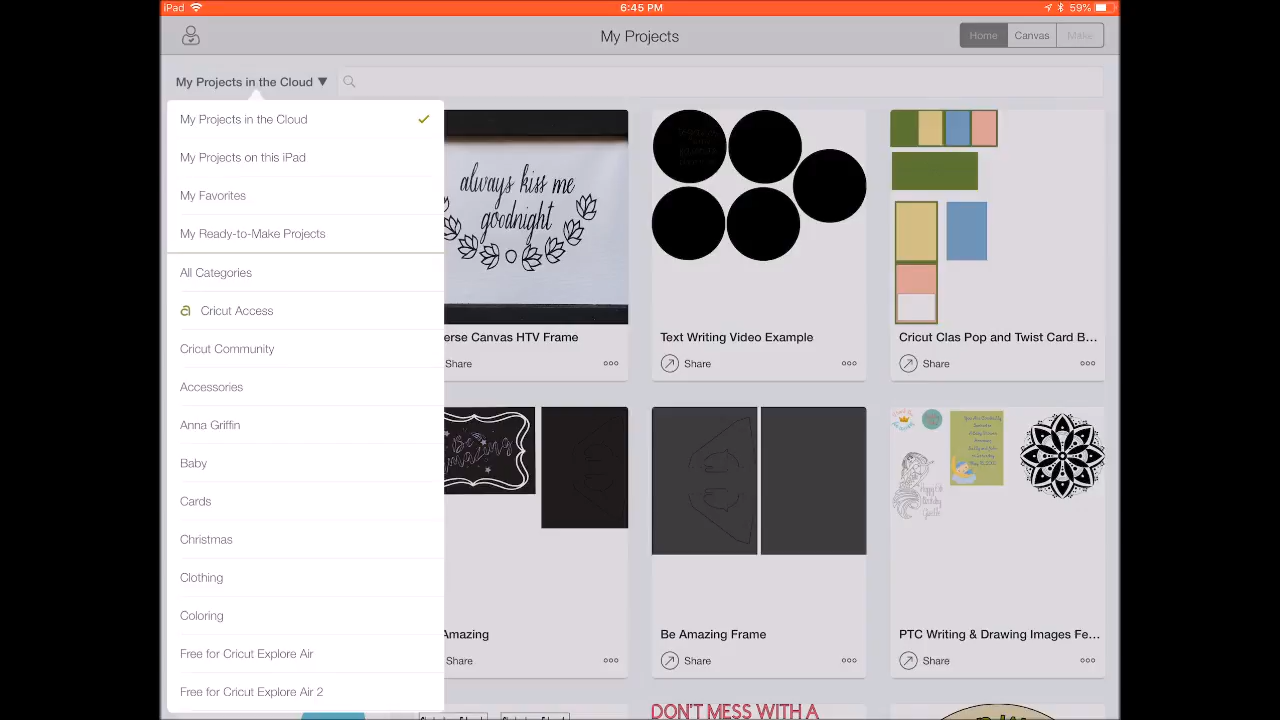 iPad
6:45 PM
59%
My Projects
Home
Canvas
Make
My Projects in the Cloud ▼
My Projects in the Cloud
My Projects on this iPad
My Favorites
My Ready-to-Make Projects
All Categories
Cricut Access
Cricut Community
Accessories
Anna Griffin
Baby
Cards
Christmas
Clothing
Coloring
Free for Cricut Explore Air
Free for Cricut Explore Air 2
always kiss me
goodnight
erse Canvas HTV Frame
Share
Text Writing Video Example
Share
Cricut Clas Pop and Twist Card B...
Share
Be
Amazing
Amazing
Share
Be Amazing Frame
Share
PTC Writing & Drawing Images Fe...
Share
DON'T MESS WITH A